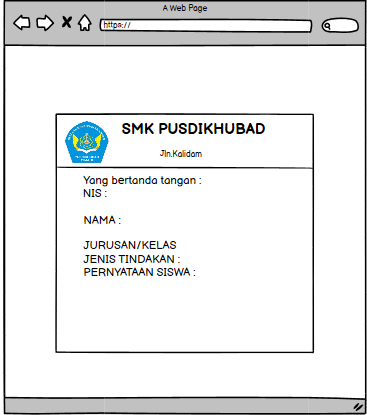 A Web Page
https://
SMK PUSDIKHUBAD
Jln.Kalidam
Yang bertanda tangan :
NIS :
NAMA :
JURUSAN/KELAS
JENIS TINDAKAN :
PERNYATAAN SISWA :